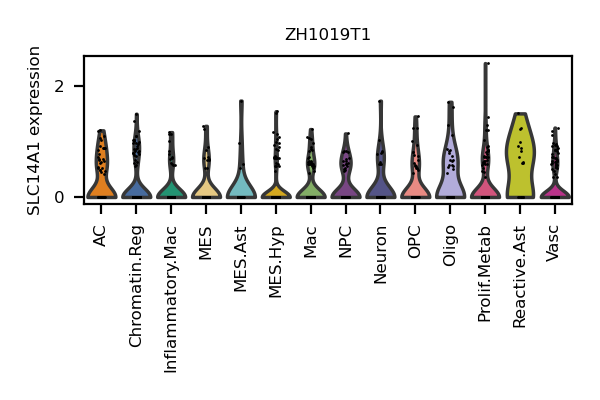 ZH1019T1
SLC14A1 expression
2
0
AC
Chromatin.Reg
Inflammatory.Mac
MES
MES.Ast
MES.Hyp
Mac
NPC
Neuron
OPC
Oligo
Prolif.Metab
Reactive.Ast
Vasc